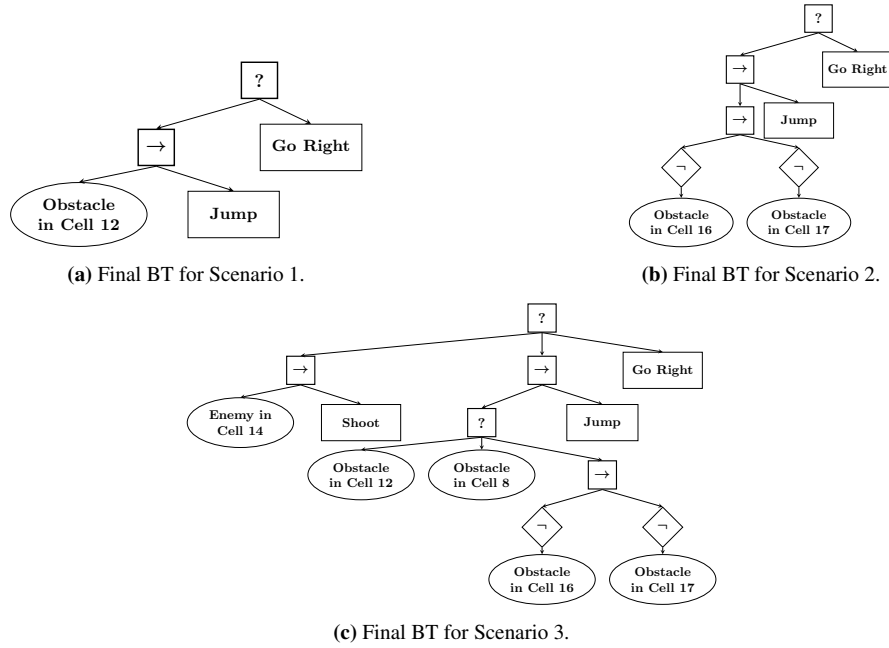 ?
→
Go Right
Obstacle
in Cell 12
Jump
(a) Final BT for Scenario 1.
?
→
Go Right
→
Jump
¬
¬
Obstacle
in Cell 16
Obstacle
in Cell 17
(b) Final BT for Scenario 2.
?
→
→
Go Right
Enemy in
Cell 14
Shoot
?
Jump
Obstacle
in Cell 12
Obstacle
in Cell 8
→
¬
¬
Obstacle
in Cell 16
Obstacle
in Cell 17
(c) Final BT for Scenario 3.